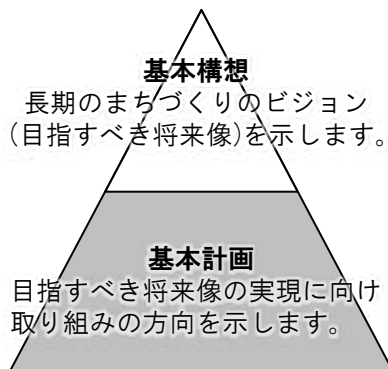 基本構想
長期のまちづくりのビジョン
(目指すべき将来像)を示します。
基本計画
目指すべき将来像の実現に向け
取り組みの方向を示します。